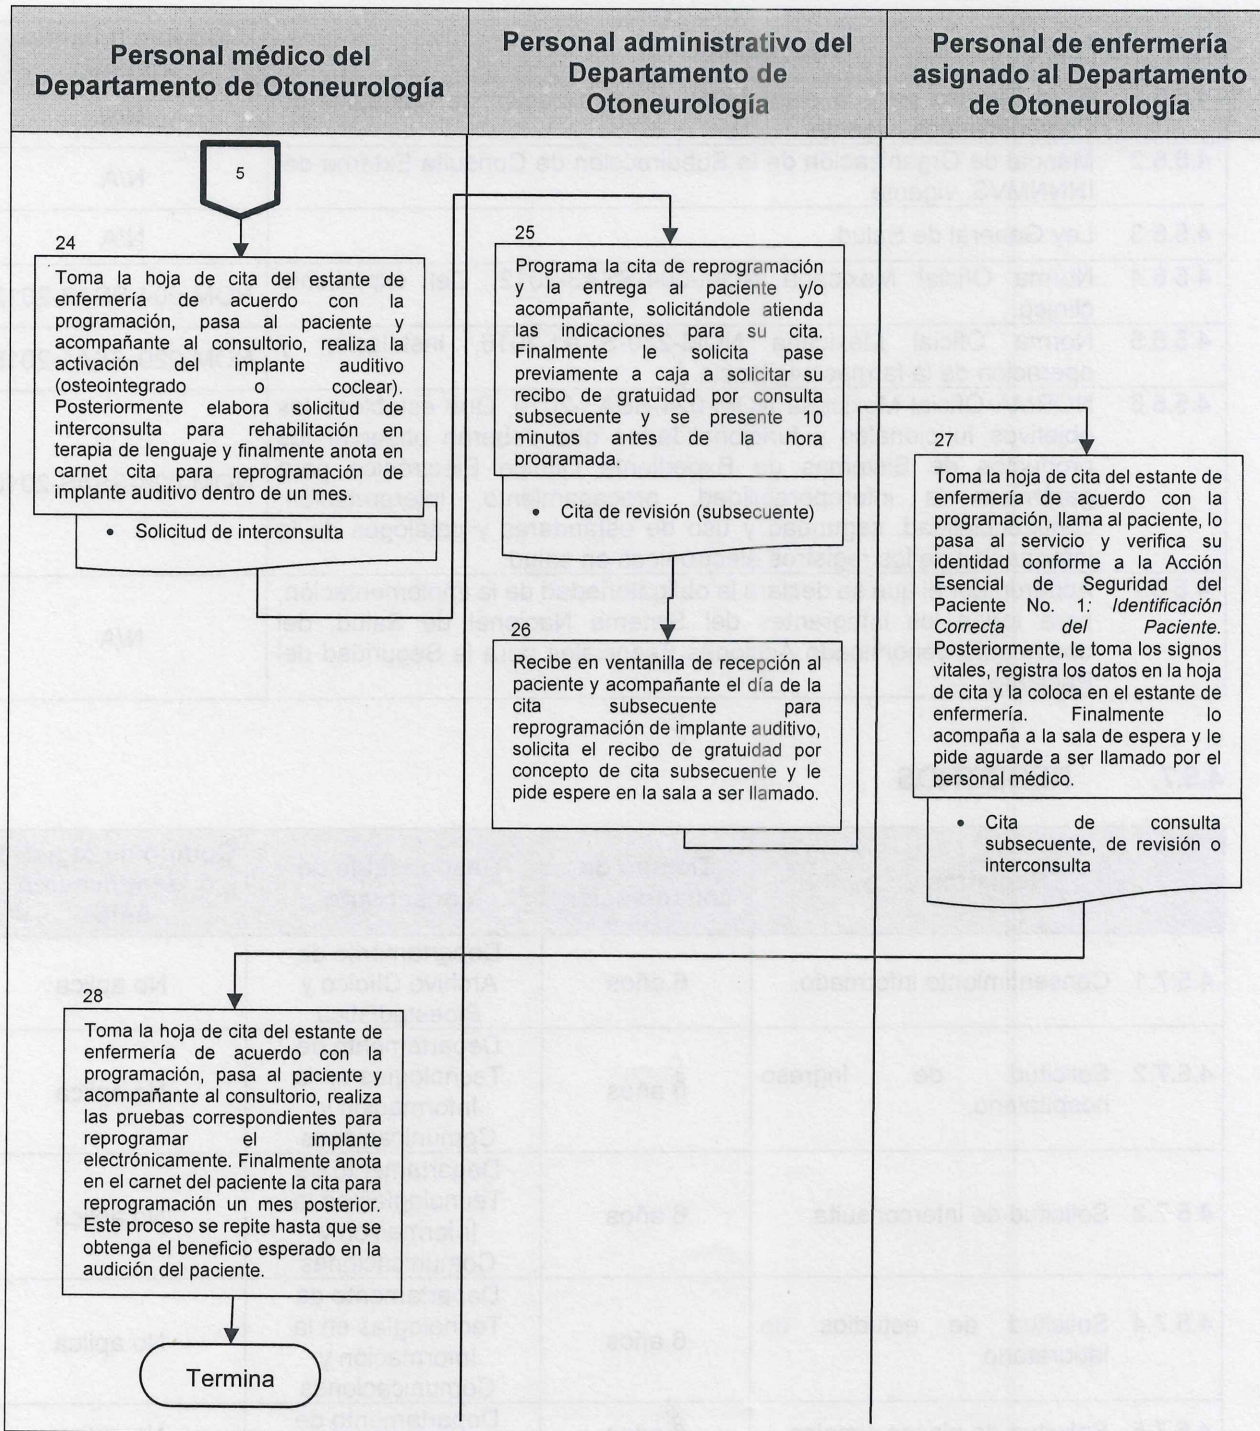 Personal médico del
Departamento de Otoneurología
Personal administrativo del
Departamento de
Otoneurología
Personal de enfermería
asignado al Departamento
de Otoneurología
5
24
Toma la hoja de cita del estante de
enfermería de acuerdo con la
programación, pasa al paciente y
acompañante al consultorio, realiza la
activación del implante auditivo
(osteointegrado o coclear).
Posteriormente elabora solicitud de
interconsulta para rehabilitación en
terapia de lenguaje y finalmente anota en
carnet cita para reprogramación de
implante auditivo dentro de un mes.
• Solicitud de interconsulta
25
Programa la cita de reprogramación
y la entrega al paciente y/o
acompañante, solicitándole atienda
las indicaciones para su cita.
Finalmente le solicita pase
previamente a caja a solicitar su
recibo de gratuidad por consulta
subsecuente y se presente 10
minutos antes de la hora
programada.
• Cita de revisión (subsecuente)
26
Recibe en ventanilla de recepción al
paciente y acompañante el día de la
cita subsecuente para
reprogramación de implante auditivo,
solicita el recibo de gratuidad por
concepto de cita subsecuente y le
pide espere en la sala a ser llamado.
27
Toma la hoja de cita del estante de
enfermería de acuerdo con la
programación, llama al paciente, lo
pasa al servicio y verifica su
identidad conforme a la Acción
Esencial de Seguridad del
Paciente No. 1: Identificación
Correcta del Paciente.
Posteriormente, le toma los signos
vitales, registra los datos en la hoja
de cita y la coloca en el estante de
enfermería. Finalmente lo
acompaña a la sala de espera y le
pide aguarde a ser llamado por el
personal médico.
• Cita de consulta
subsecuente, de revisión o
interconsulta
28
Toma la hoja de cita del estante de
enfermería de acuerdo con la
programación, pasa al paciente y
acompañante al consultorio, realiza
las pruebas correspondientes para
reprogramar el implante
electrónicamente. Finalmente anota
en el carnet del paciente la cita para
reprogramación un mes posterior.
Este proceso se repite hasta que se
obtenga el beneficio esperado en la
audición del paciente.
Termina